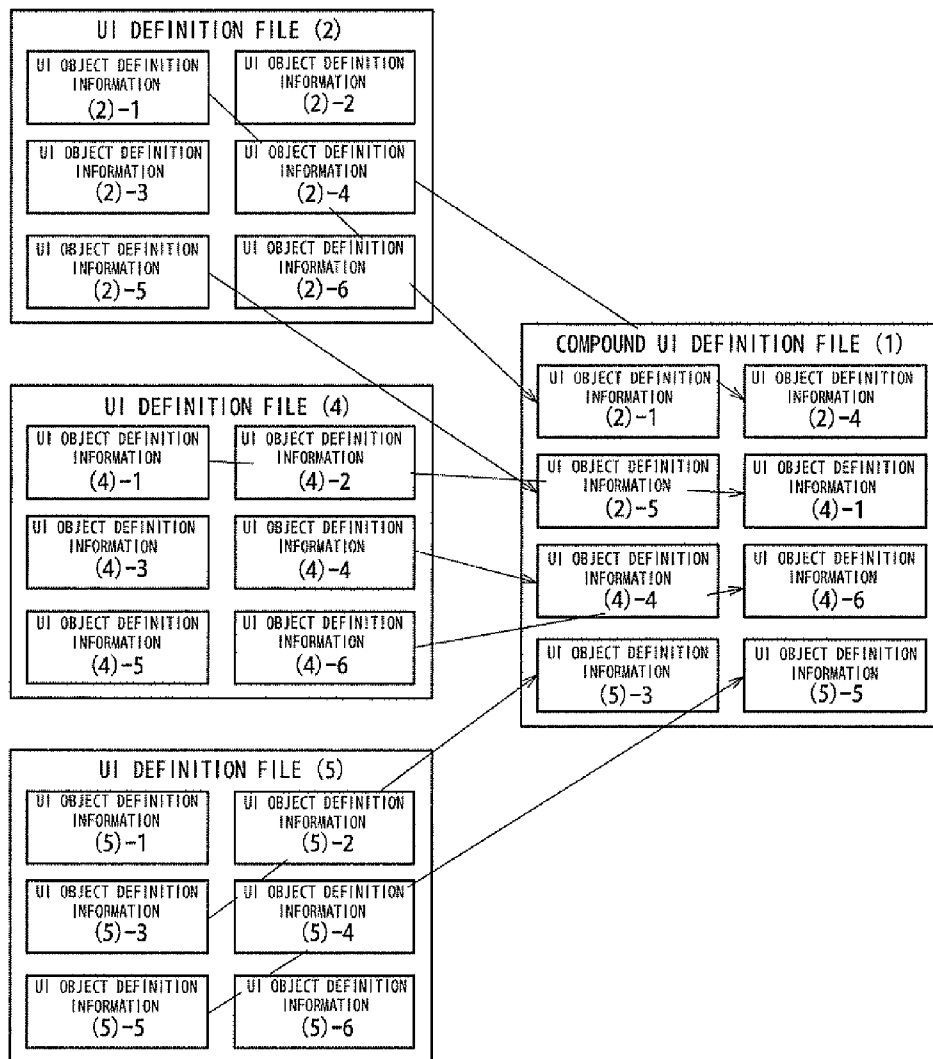 UI DEFINITION FILE (2)
UI OBJECT DEFINITION
INFORMATION
(2)-1
UI OBJECT DEFINITION
INFORMATION
(2)-2
UI OBJECT DEFINITION
INFORMATION
(2)-3
UI OBJECT DEFINITION
INFORMATION
(2)-4
UI OBJECT DEFINITION
INFORMATION
(2)-5
UI OBJECT DEFINITION
INFORMATION
(2)-6
UI DEFINITION FILE (4)
UI OBJECT DEFINITION
INFORMATION
(4)-1
UI OBJECT DEFINITION
INFORMATION
(4)-2
UI OBJECT DEFINITION
INFORMATION
(4)-3
UI OBJECT DEFINITION
INFORMATION
(4)-4
UI OBJECT DEFINITION
INFORMATION
(4)-5
UI OBJECT DEFINITION
INFORMATION
(4)-6
UI DEFINITION FILE (5)
UI OBJECT DEFINITION
INFORMATION
(5)-1
UI OBJECT DEFINITION
INFORMATION
(5)-2
UI OBJECT DEFINITION
INFORMATION
(5)-3
UI OBJECT DEFINITION
INFORMATION
(5)-4
UI OBJECT DEFINITION
INFORMATION
(5)-5
UI OBJECT DEFINITION
INFORMATION
(5)-6
COMPOUND UI DEFINITION FILE (1)
UI OBJECT DEFINITION
INFORMATION
(2)-1
UI OBJECT DEFINITION
INFORMATION
(2)-4
UI OBJECT DEFINITION
INFORMATION
(2)-5
UI OBJECT DEFINITION
INFORMATION
(4)-1
UI OBJECT DEFINITION
INFORMATION
(4)-4
UI OBJECT DEFINITION
INFORMATION
(4)-6
UI OBJECT DEFINITION
INFORMATION
(5)-3
UI OBJECT DEFINITION
INFORMATION
(5)-5